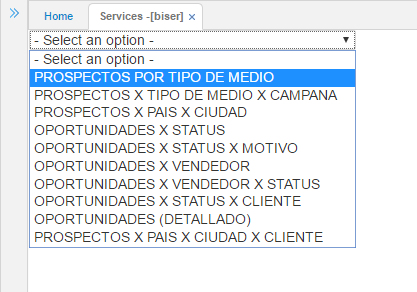 Home
Services -[biser]
- Select an option -
- Select an option -
PROSPECTOS POR TIPO DE MEDIO
PROSPECTOS X TIPO DE MEDIO X CAMPANA
PROSPECTOS X PAIS X CIUDAD
OPORTUNIDADES X STATUS
OPORTUNIDADES X STATUS X MOTIVO
OPORTUNIDADES X VENDEDOR
OPORTUNIDADES X VENDEDOR X STATUS
OPORTUNIDADES X STATUS X CLIENTE
OPORTUNIDADES (DETALLADO)
PROSPECTOS X PAIS X CIUDAD X CLIENTE